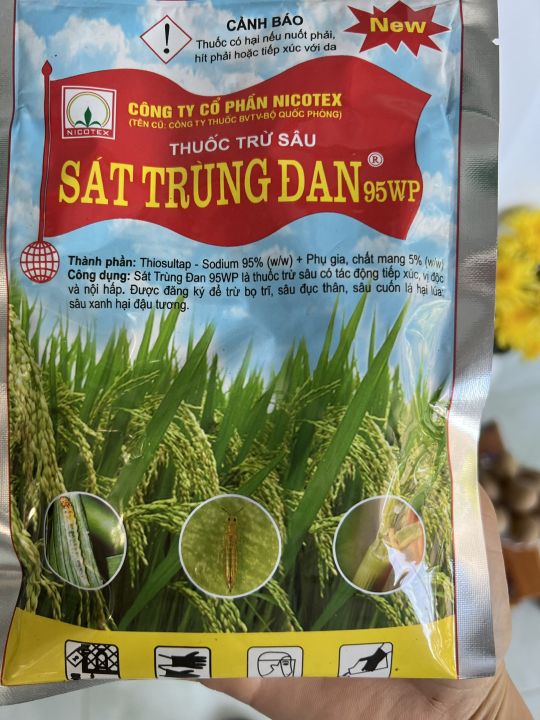 CẢNH BÁO
Thuốc có hại nếu nuốt phải,
hít phải hoặc tiếp xúc với da
New
NICOTEX
CÔNG TY CỔ PHẦN NICOTEX
(TÊN CŨ: CÔNG TY THUỐC BVTV-BỘ QUỐC PHÒNG)
THUỐC TRỪ SÂU
SÁT TRÙNG ĐAN® 95WP
Thành phần: Thiosultap - Sodium 95% (w/w) + Phụ gia, chất mang 5% (w/w)
Công dụng: Sát Trùng Đan 95WP là thuốc trừ sâu có tác động tiếp xúc, vị độc
và nội hấp. Được đăng ký để trừ bọ trĩ, sâu đục thân, sâu cuốn lá hại lúa;
sâu xanh hại đậu tương.